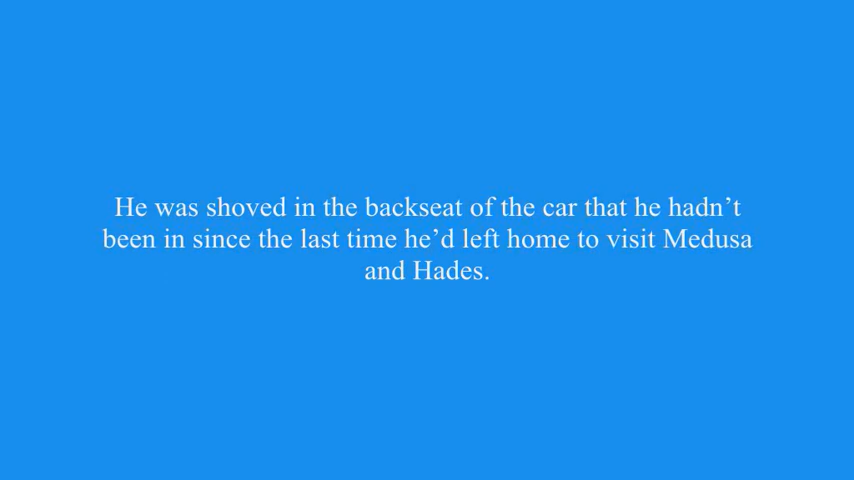 He was shoved in the backseat of the car that he hadn’t
been in since the last time he’d left home to visit Medusa
and Hades.